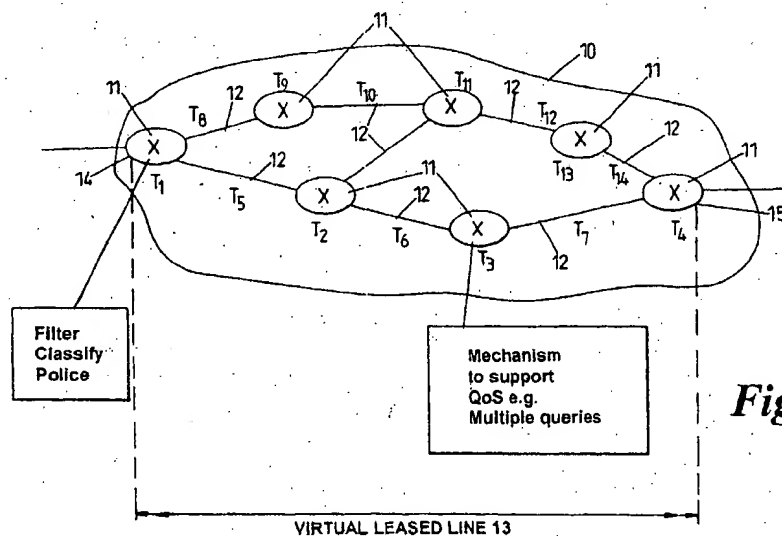 11
10
T9
T11
11
11
T8
12
T10
12
T12
12
12
11
X
X
X
X
X
14
T1
12
11
T13
T14
X
T5
X
12
15
T2
T6
X
T7
T4
T3
12
Filter
Classify
Police
Mechanism
to support
QoS e.g.
Multiple queries
Fig
VIRTUAL LEASED LINE 13